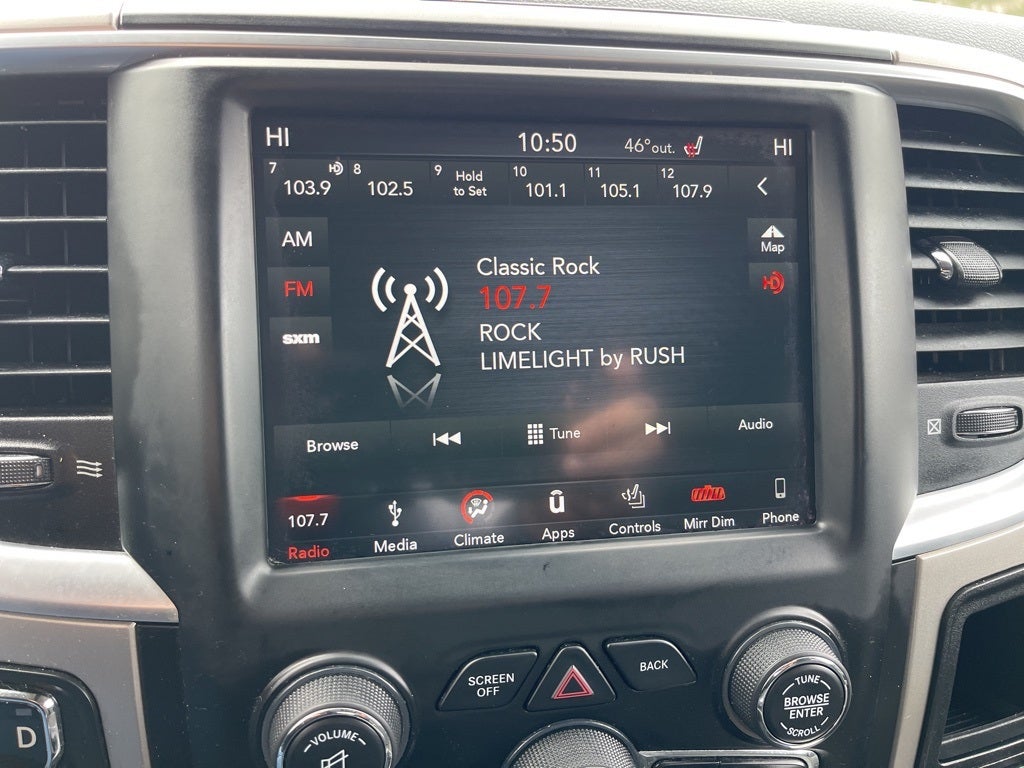 HI 10:50 46°out. HI
7 HD 8 9 Hold 10 11 12
103.9 102.5 to Set 101.1 105.1 107.9
AM
Map
Classic Rock
FM 107.7 HD
ROCK
sxm LIMELIGHT by RUSH
Browse Tune Audio
107.7 u
Radio Media Climate Apps Controls Mirr Dim Phone
SCREEN
OFF
BACK
TUNE
BROWSE
ENTER
SCROLL
VOLUME
D